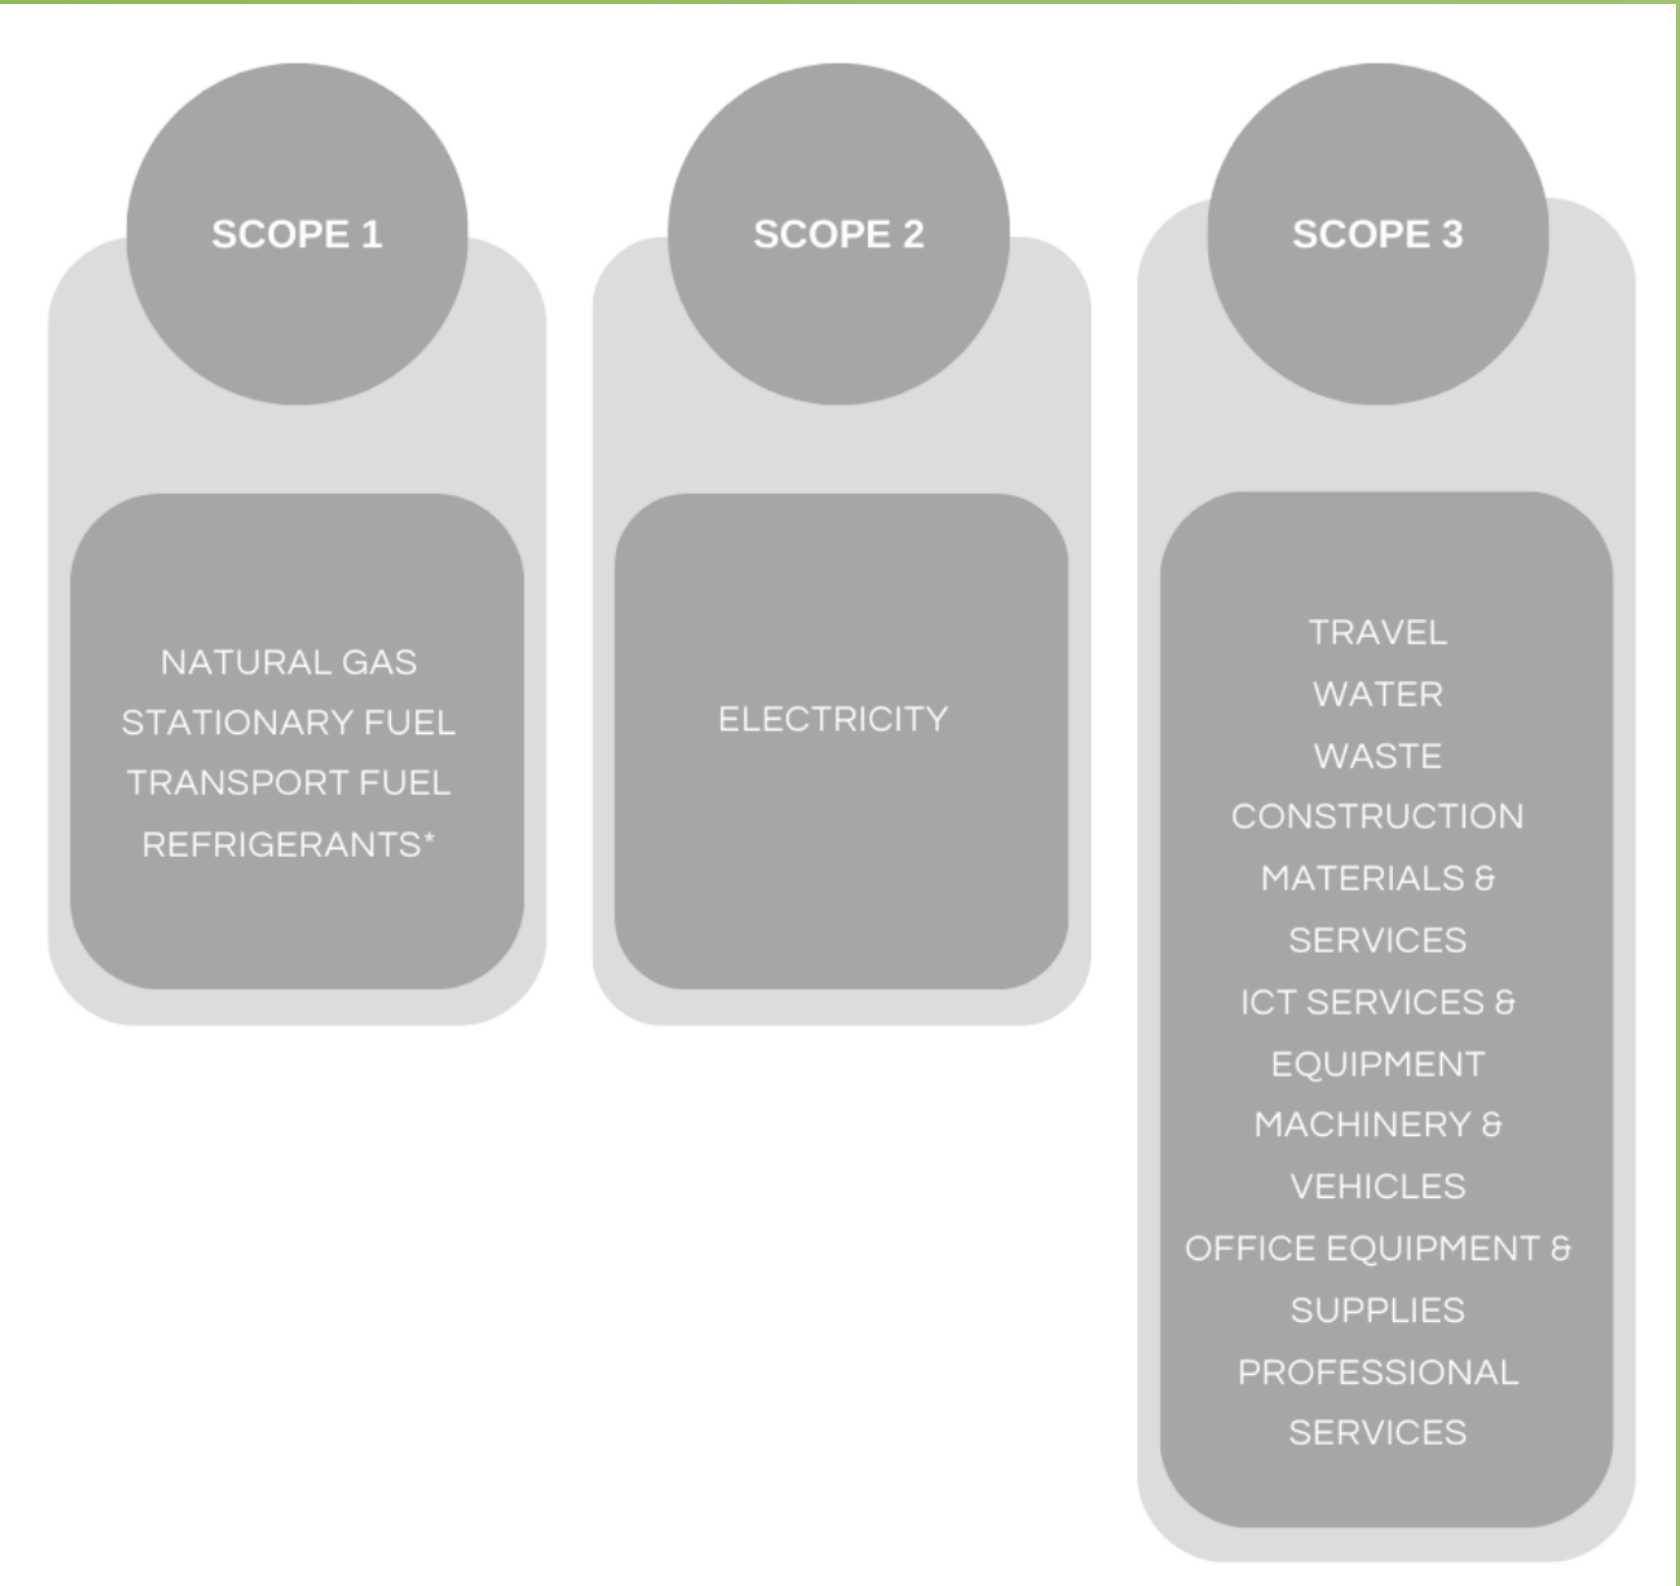 SCOPE 1
NATURAL GAS
STATIONARY FUEL
TRANSPORT FUEL
REFRIGERANTS*
SCOPE 2
ELECTRICITY
SCOPE 3
TRAVEL
WATER
WASTE
CONSTRUCTION
MATERIALS &
SERVICES
ICT SERVICES &
EQUIPMENT
MACHINERY &
VEHICLES
OFFICE EQUIPMENT &
SUPPLIES
PROFESSIONAL
SERVICES